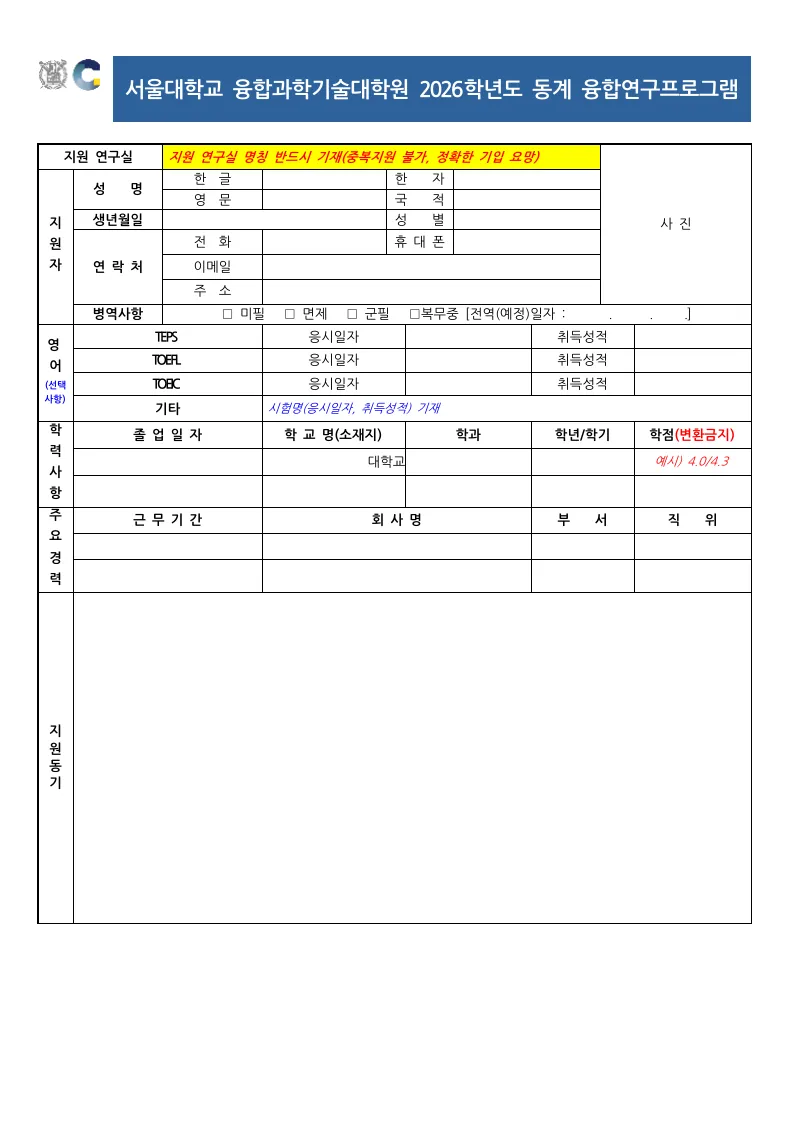 서울대학교 융합과학기술대학원 2026학년도 동계 융합연구프로그램
지원 연구실 지원 연구실 명칭 반드시 기재(중복지원 불가, 정확한 기입 요망)
지원자 성 명 한 글 한 자
영 문 국 적
생년월일 성 별
사 진
연 락 처 전 화 휴 대 폰
이메일
주 소
병역사항 □ 미필 □ 면제 □ 군필 □복무중 [전역(예정)일자 : . . .]
영어 (선택사항) TEPS 응시일자 취득성적
TOEFL 응시일자 취득성적
TOEIC 응시일자 취득성적
기타 시험명(응시일자, 취득성적) 기재
학력사항 졸 업 일 자 학 교 명(소재지) 학과 학년/학기 학점(변환금지)
대학교 예시) 4.0/4.3
주요경력 근 무 기 간 회 사 명 부 서 직 위
지원동기